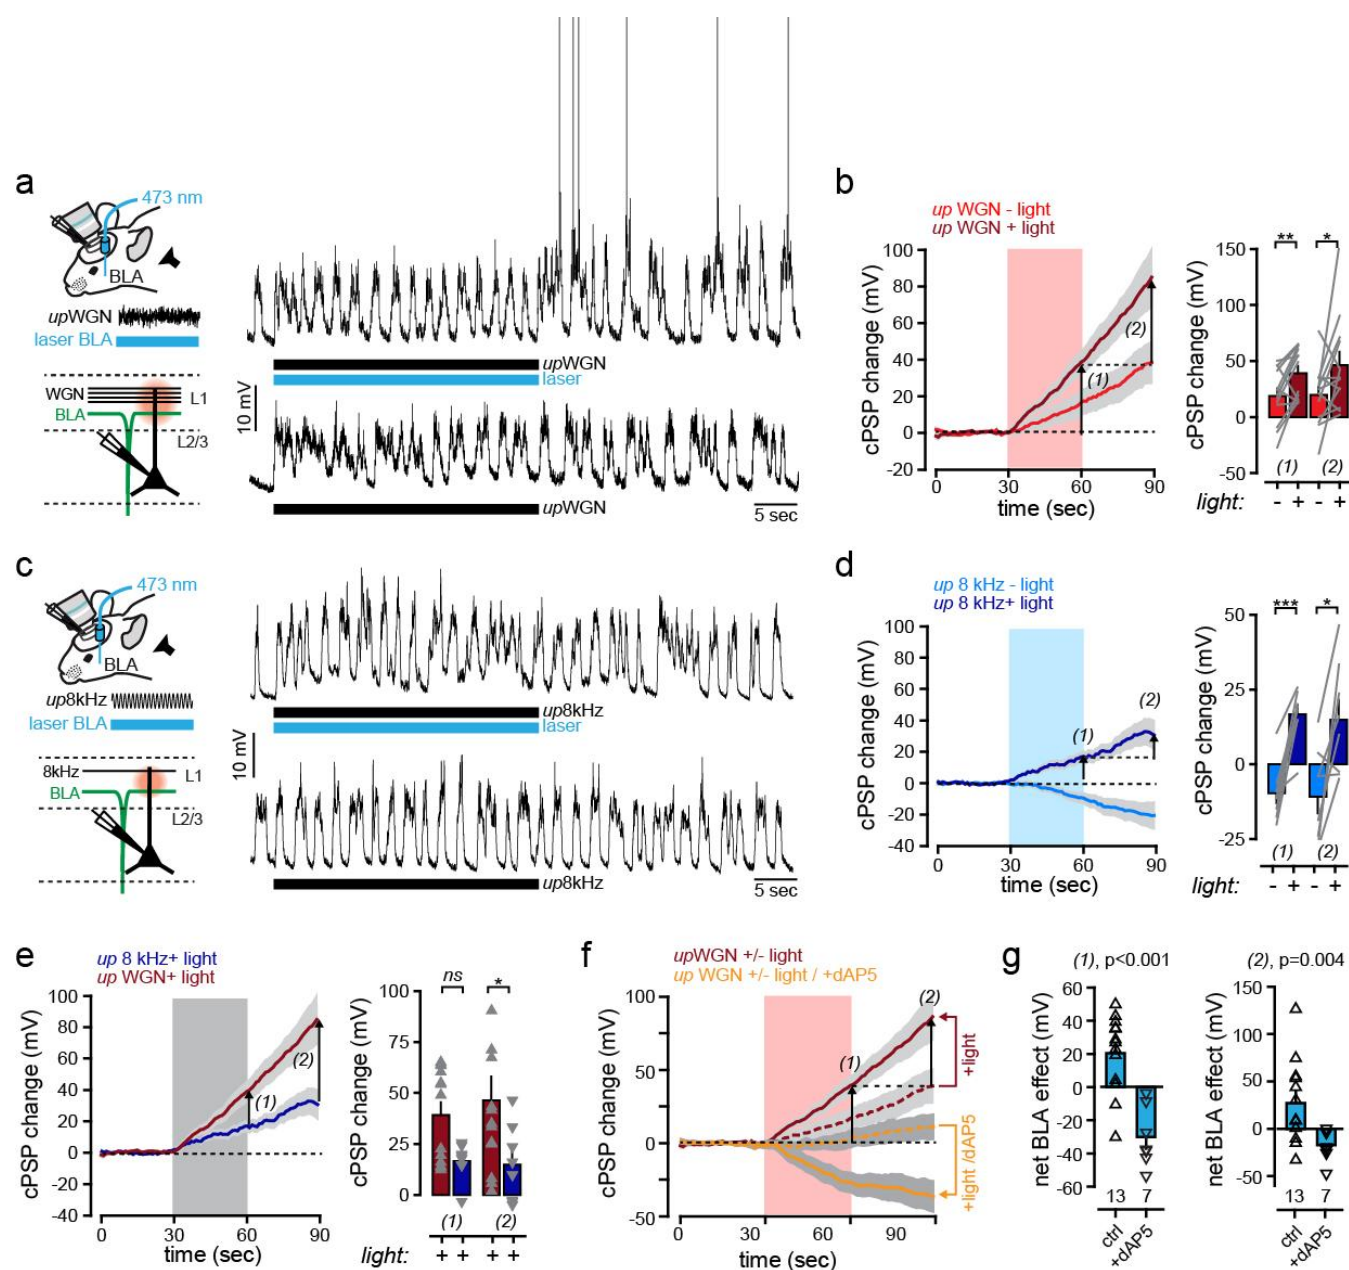 a
473 nm
BLA
upWGN
laser BLA
WGN
BLA
L1
L2/3
upWGN
laser
10 mV
upWGN
5 sec
b
up WGN - light
up WGN + light
cPSP change (mV)
100
80
60
40
20
0
-20
(2)
(1)
0 30 60 90
time (sec)
cPSP change (mV)
150
100
50
0
-50
** *
(1) (2)
light: - + - +
c
473 nm
BLA
up8kHz
laser BLA
8kHz
BLA
L1
L2/3
up8kHz
laser
10 mV
up8kHz
5 sec
d
up 8 kHz - light
up 8 kHz+ light
cPSP change (mV)
100
80
60
40
20
0
-20
-40
(1)
(2)
0 30 60 90
time (sec)
cPSP change (mV)
50
25
0
-25
*** *
(1) (2)
light: - + - +
e
up 8 kHz+ light
up WGN+ light
cPSP change (mV)
100
80
60
40
20
0
-20
-40
(2)
(1)
0 30 60 90
time (sec)
cPSP change (mV)
100
50
25
0
ns *
(1) (2)
light: + + + +
f
upWGN +/- light
up WGN +/- light / +dAP5
cPSP change (mV)
100
50
0
-50
(1)
(2)
+light
+light /dAP5
0 30 60 90
time (sec)
g
(1), p<0.001
net BLA effect (mV)
60
40
20
0
-20
-40
-60
13 7
ctrl
+dAP5
(2), p=0.004
net BLA effect (mV)
150
100
50
0
-50
13 7
ctrl
+dAP5